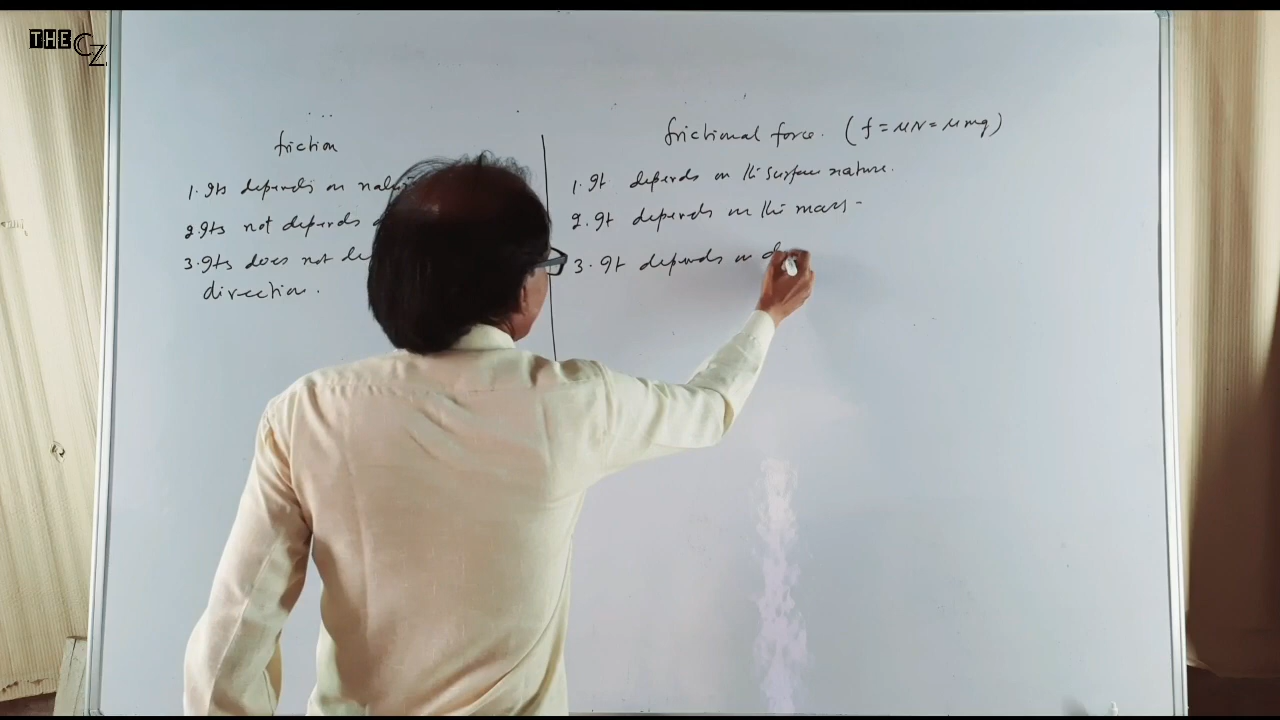 THE CZ
friction
1. Its depends on
2. Its not depends
3. Its does not
direction.
frictional force. (f = μN = μmg)
1. It depends on the surface nature.
2. It depends on the mass -
3. It depends on